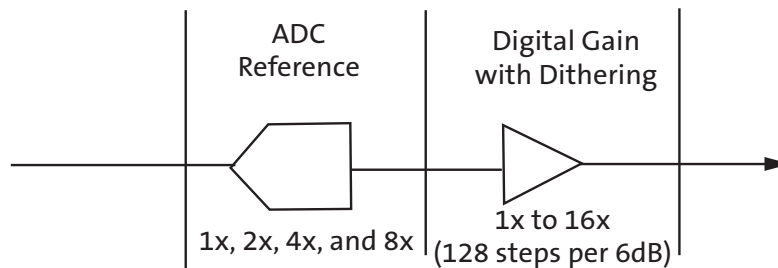 ADC
Reference
1x, 2x, 4x, and 8x
Digital Gain
with Dithering
1x to 16x
(128 steps per 6dB)